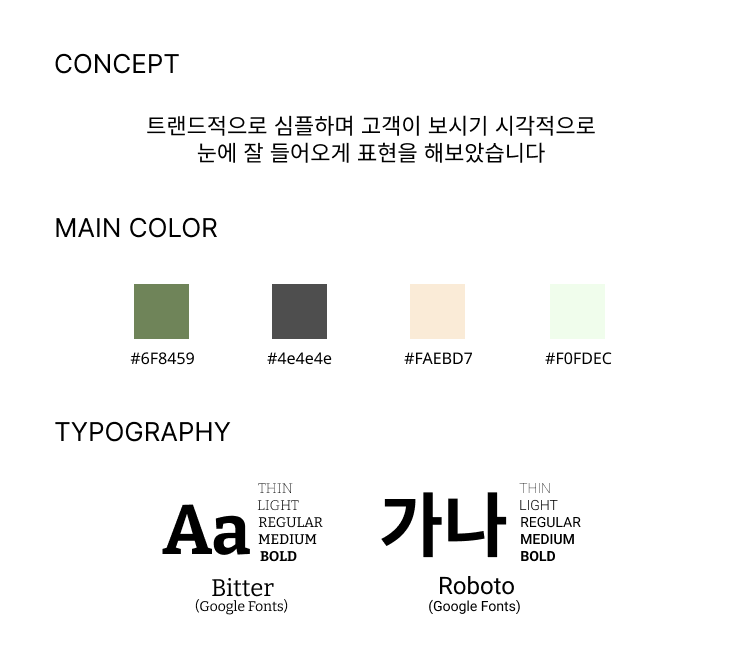 CONCEPT
트랜드적으로 심플하며 고객이 보시기 시각적으로
눈에 잘 들어오게 표현을 해보았습니다
MAIN COLOR
#6F8459
#4e4e4e
#FAEBD7
#F0FDEC
TYPOGRAPHY
Aa
THIN
LIGHT
REGULAR
MEDIUM
BOLD
Bitter
(Google Fonts)
가나
THIN
LIGHT
REGULAR
MEDIUM
BOLD
Roboto
(Google Fonts)